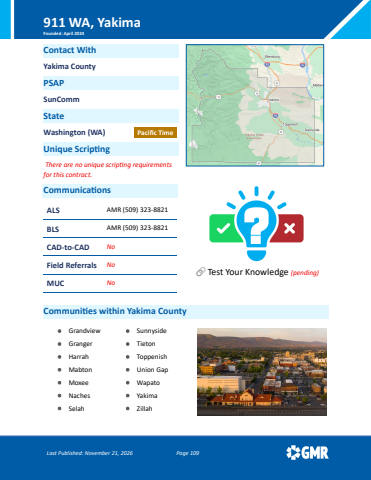 911 WA, Yakima
Founded: April 2020
Contact With
Yakima County
PSAP
SunComm
State
Washington (WA)
Pacific Time
Unique Scripting
There are no unique scripting requirements
for this contract.
Communications
ALS AMR (509) 323-8821
BLS AMR (509) 323-8821
CAD-to-CAD No
Field Referrals No
MUC No
Test Your Knowledge (pending)
Communities within Yakima County
● Grandview
● Granger
● Harrah
● Mabton
● Moxee
● Naches
● Selah
● Sunnyside
● Tieton
● Toppenish
● Union Gap
● Wapato
● Yakima
● Zillah
Last Published: November 21, 2026 Page 109
GMR